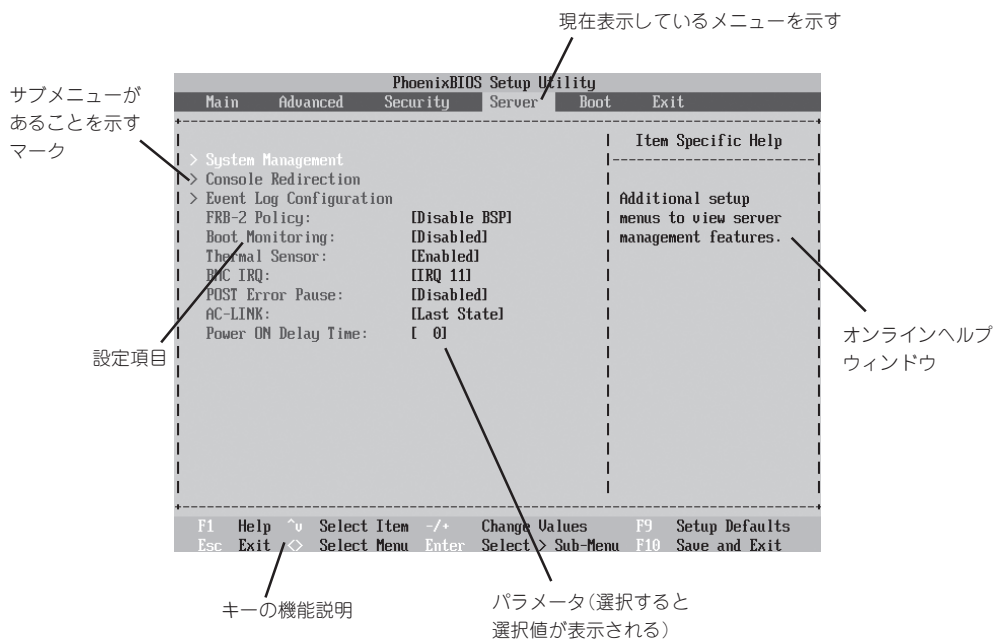 現在表示しているメニューを示す
サブメニューが
あることを示す
マーク
PhoenixBIOS Setup Utility
Main Advanced Security Server Boot Exit
Item Specific Help
> System Management
> Console Redirection
> Event Log Configuration
FRB-2 Policy: [Disable BSP]
Boot Monitoring: [Disabled]
Thermal Sensor: [Enabled]
BMC IRQ: [IRQ 11]
POST Error Pause: [Disabled]
AC-LINK: [Last State]
Power ON Delay Time: [ 0]
Additional setup
menus to view server
management features.
設定項目
オンラインヘルプ
ウィンドウ
F1 Help ^v Select Item -/+ Change Values F9 Setup Defaults
Esc Exit <> Select Menu Enter Select > Sub-Menu F10 Save and Exit
キーの機能説明
パラメータ(選択すると
選択値が表示される)